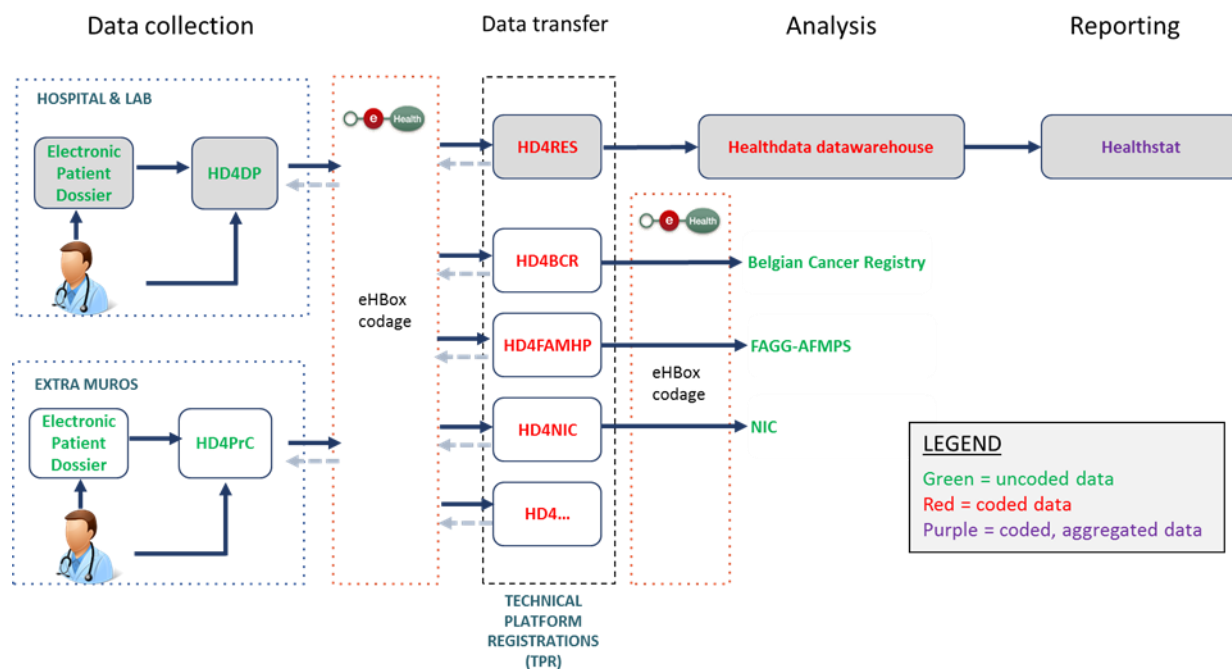 Data collection
Data transfer
Analysis
Reporting
HOSPITAL & LAB
Electronic
Patient
Dossier
HD4DP
e
Health
HD4RES
Healthdata datawarehouse
Healthstat
e
Health
HD4BCR
Belgian Cancer Registry
eHBox
codage
HD4FAMHP
FAGG-AFMPS
eHBox
codage
EXTRA MUROS
Electronic
Patient
Dossier
HD4PrC
HD4NIC
NIC
HD4...
LEGEND
Green = uncoded data
Red = coded data
Purple = coded, aggregated data
TECHNICAL
PLATFORM
REGISTRATIONS
(TPR)